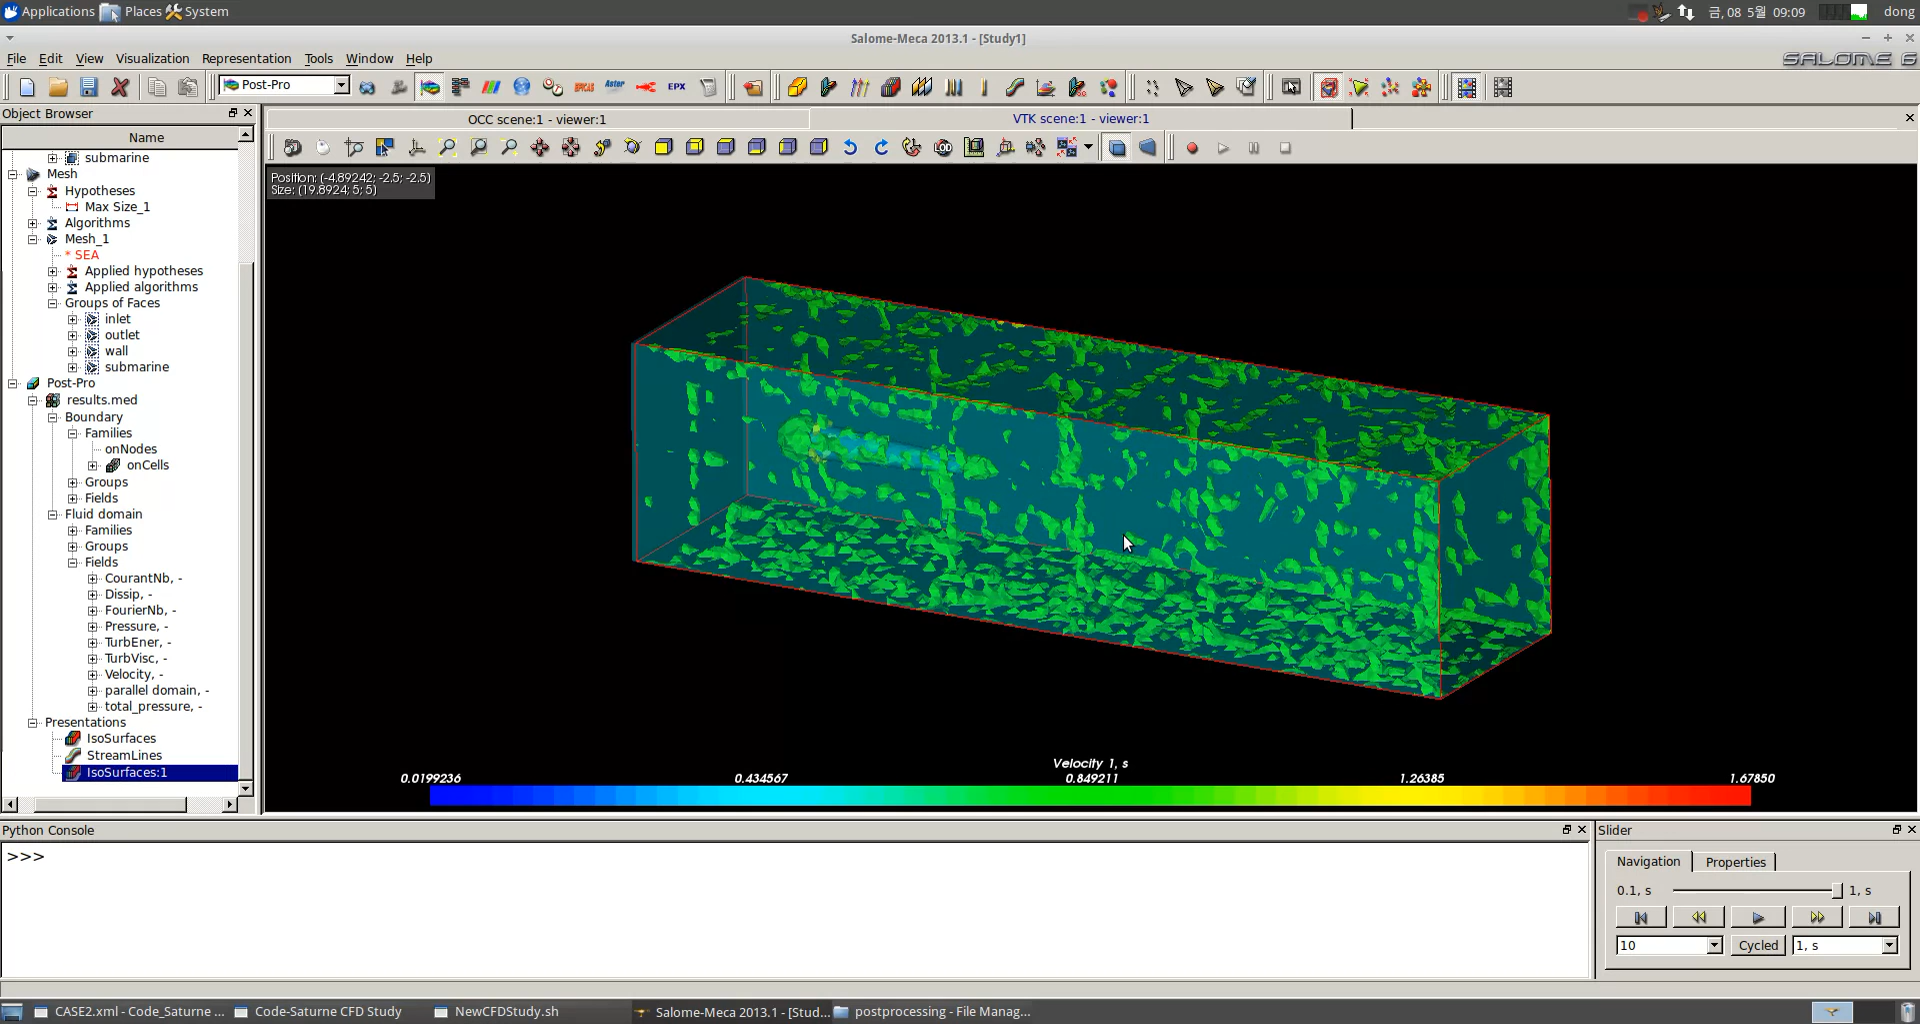 Applications Places System
금, 08 5월 09:09 dong
Salome-Meca 2013.1 - [Study1]
File Edit View Visualization Representation Tools Window Help
SALOME 6
Post-Pro
EFICAS Aster EPX
Object Browser
OCC scene:1 - viewer:1
VTK scene:1 - viewer:1
Name
LOD
submarine
Mesh
Hypotheses
Max Size_1
Algorithms
Mesh_1
* SEA
Applied hypotheses
Applied algorithms
Groups of Faces
inlet
outlet
wall
submarine
Post-Pro
results.med
Boundary
Families
onNodes
onCells
Groups
Fields
Fluid domain
Families
Groups
Fields
CourantNb, -
Dissip, -
FourierNb, -
Pressure, -
TurbEner, -
TurbVisc, -
Velocity, -
parallel domain, -
total_pressure, -
Presentations
IsoSurfaces
StreamLines
IsoSurfaces:1
Position: (-4.89242; -2.5; -2.5)
Size: (19.8924; 5; 5)
Velocity 1, s
0.0199236 0.434567 0.849211 1.26385 1.67850
Python Console
>>>
Slider
Navigation Properties
0.1, s 1, s
10 Cycled 1, s
CASE2.xml - Code_Saturne ... Code-Saturne CFD Study NewCFDStudy.sh Salome-Meca 2013.1 - [Stud... postprocessing - File Manag...